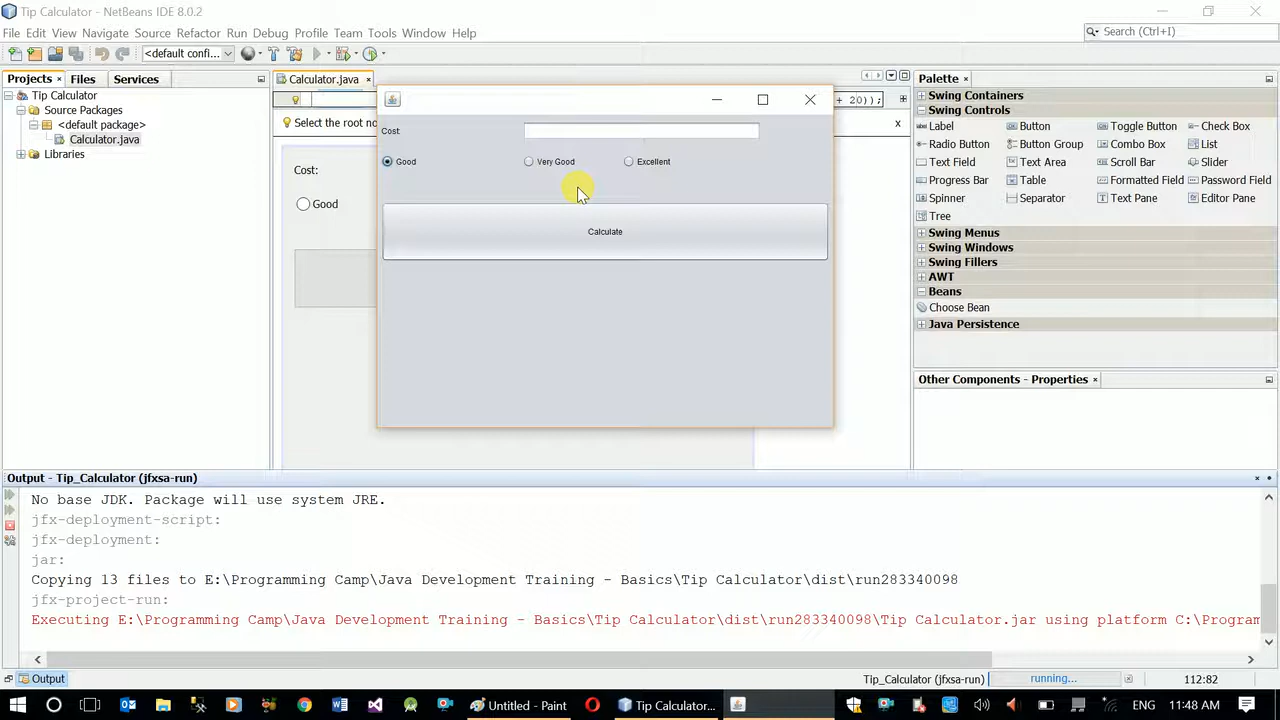 Tip Calculator - NetBeans IDE 8.0.2
File Edit View Navigate Source Refactor Run Debug Profile Team Tools Window Help
Search (Ctrl+I)
<default confi...
Projects Files Services
Calculator.java
Palette
Tip Calculator
Source Packages
<default package>
Calculator.java
Libraries
+ 20));
Select the root no
Cost:
Good
Cost:
Good Very Good Excellent
Calculate
Swing Containers
Swing Controls
Label Button Toggle Button Check Box
Radio Button Button Group Combo Box List
Text Field Text Area Scroll Bar Slider
Progress Bar Table Formatted Field Password Field
Spinner Separator Text Pane Editor Pane
Tree
Swing Menus
Swing Windows
Swing Fillers
AWT
Beans
Choose Bean
Java Persistence
Other Components - Properties
Output - Tip_Calculator (jfxsa-run)
No base JDK. Package will use system JRE.
jfx-deployment-script:
jfx-deployment:
jar:
Copying 13 files to E:\Programming Camp\Java Development Training - Basics\Tip Calculator\dist\run283340098
jfx-project-run:
Executing E:\Programming Camp\Java Development Training - Basics\Tip Calculator\dist\run283340098\Tip Calculator.jar using platform C:\Program
Output
Tip_Calculator (jfxsa-run) running... 112:82
Untitled - Paint
Tip Calculator...
ENG 11:48 AM